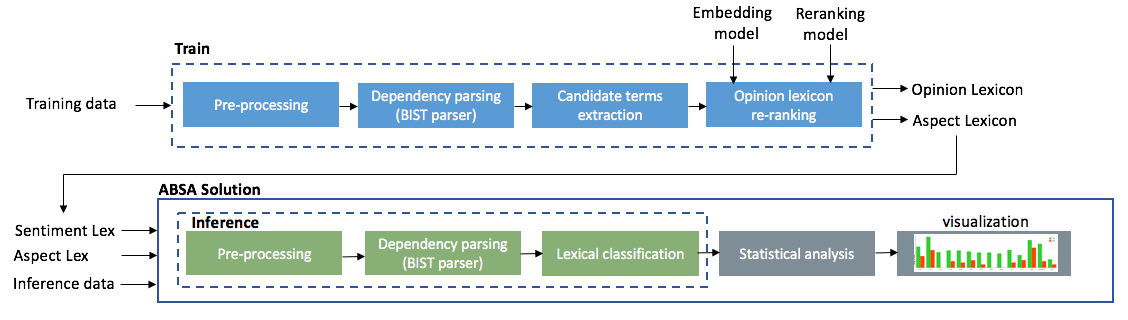 Embedding
model
Reranking
model
Train
Training data
Pre-processing
Dependency parsing
(BIST parser)
Candidate terms
extraction
Opinion lexicon
re-ranking
Opinion Lexicon
Aspect Lexicon
ABSA Solution
Sentiment Lex
Aspect Lex
Inference data
Inference
Pre-processing
Dependency parsing
(BIST parser)
Lexical classification
Statistical analysis
visualization